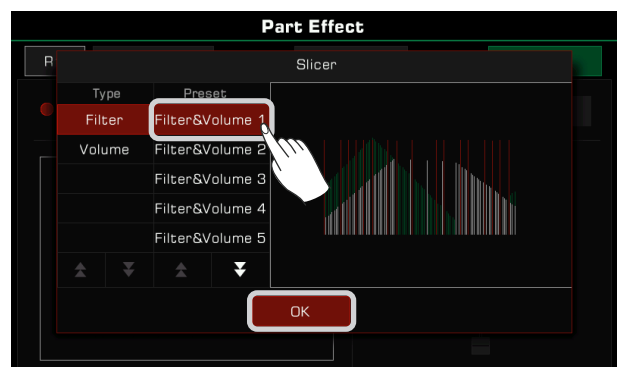 Part Effect
R
Slicer
Type Preset
Filter Filter&Volume 1
Volume Filter&Volume 2
Filter&Volume 3
Filter&Volume 4
Filter&Volume 5
OK